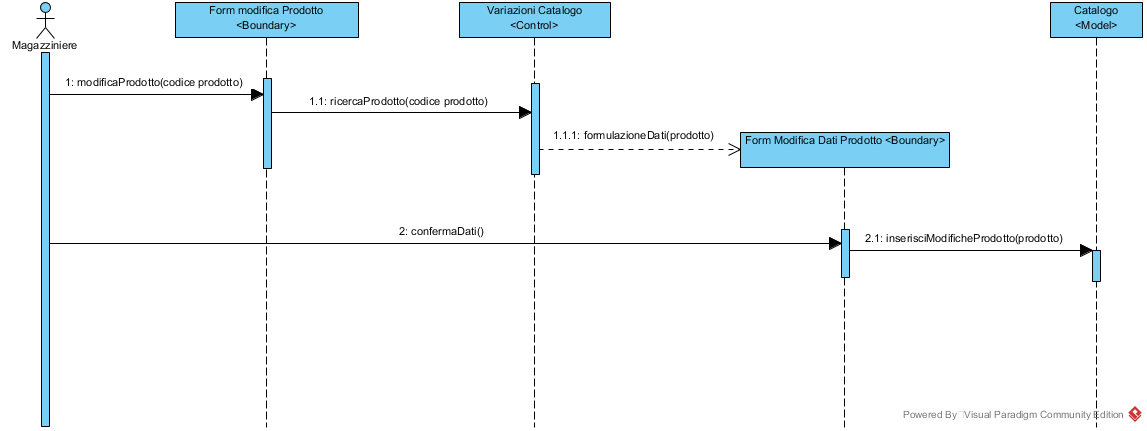 Form modifica Prodotto
<Boundary>
Variazioni Catalogo
<Control>
Catalogo
<Model>
Magazziniere
1: modificaProdotto(codice prodotto)
1.1: ricercaProdotto(codice prodotto)
1.1.1: formulazioneDati(prodotto)
Form Modifica Dati Prodotto <Boundary>
2: confermaDati()
2.1: inserisciModificheProdotto(prodotto)
Powered By Visual Paradigm Community Edition